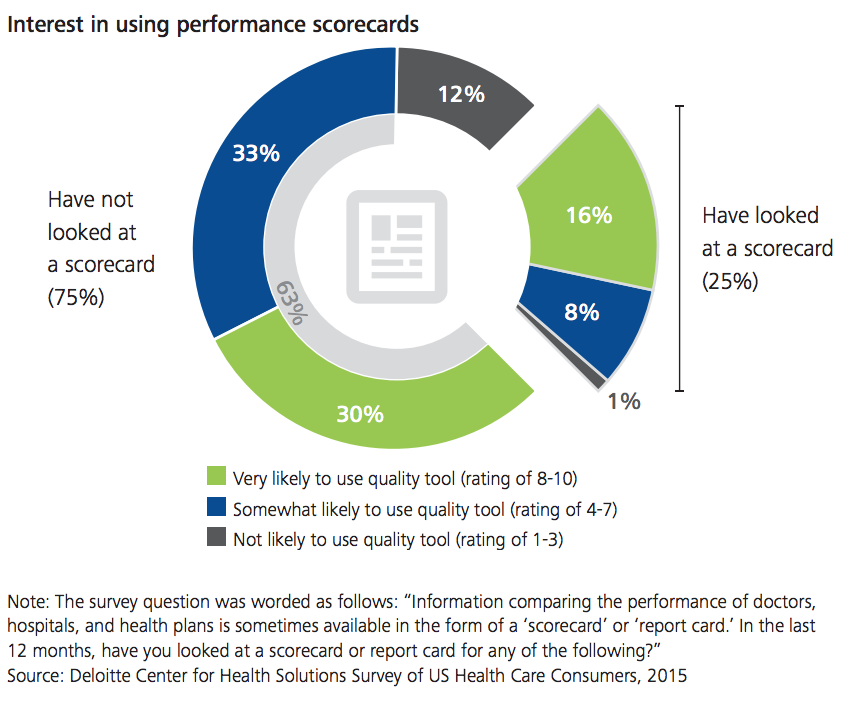 Interest in using performance scorecards
12%
33%
16%
Have not
looked at
a scorecard
(75%)
Have looked
at a scorecard
(25%)
63%
8%
1%
30%
Very likely to use quality tool (rating of 8-10)
Somewhat likely to use quality tool (rating of 4-7)
Not likely to use quality tool (rating of 1-3)
Note: The survey question was worded as follows: “Information comparing the performance of doctors,
hospitals, and health plans is sometimes available in the form of a ‘scorecard’ or ‘report card.’ In the last
12 months, have you looked at a scorecard or report card for any of the following?”
Source: Deloitte Center for Health Solutions Survey of US Health Care Consumers, 2015